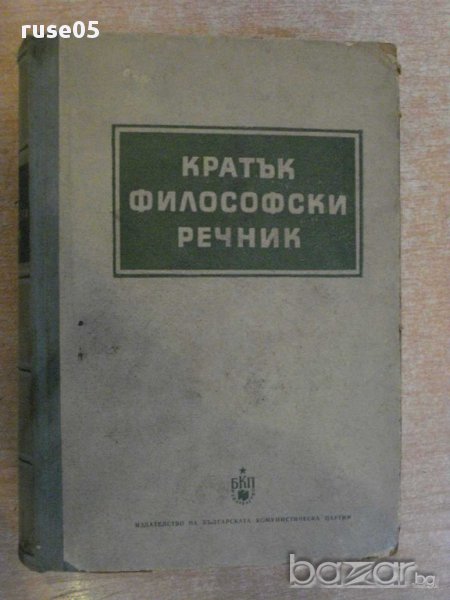 ruse05
КРАТЪК
ФИЛОСОФСКИ
РЕЧНИК
БКП
ИЗДАТЕЛСТВО НА БЪЛГАРСКАТА КОМУНИСТИЧЕСКА ПАРТИЯ
bazar.bg